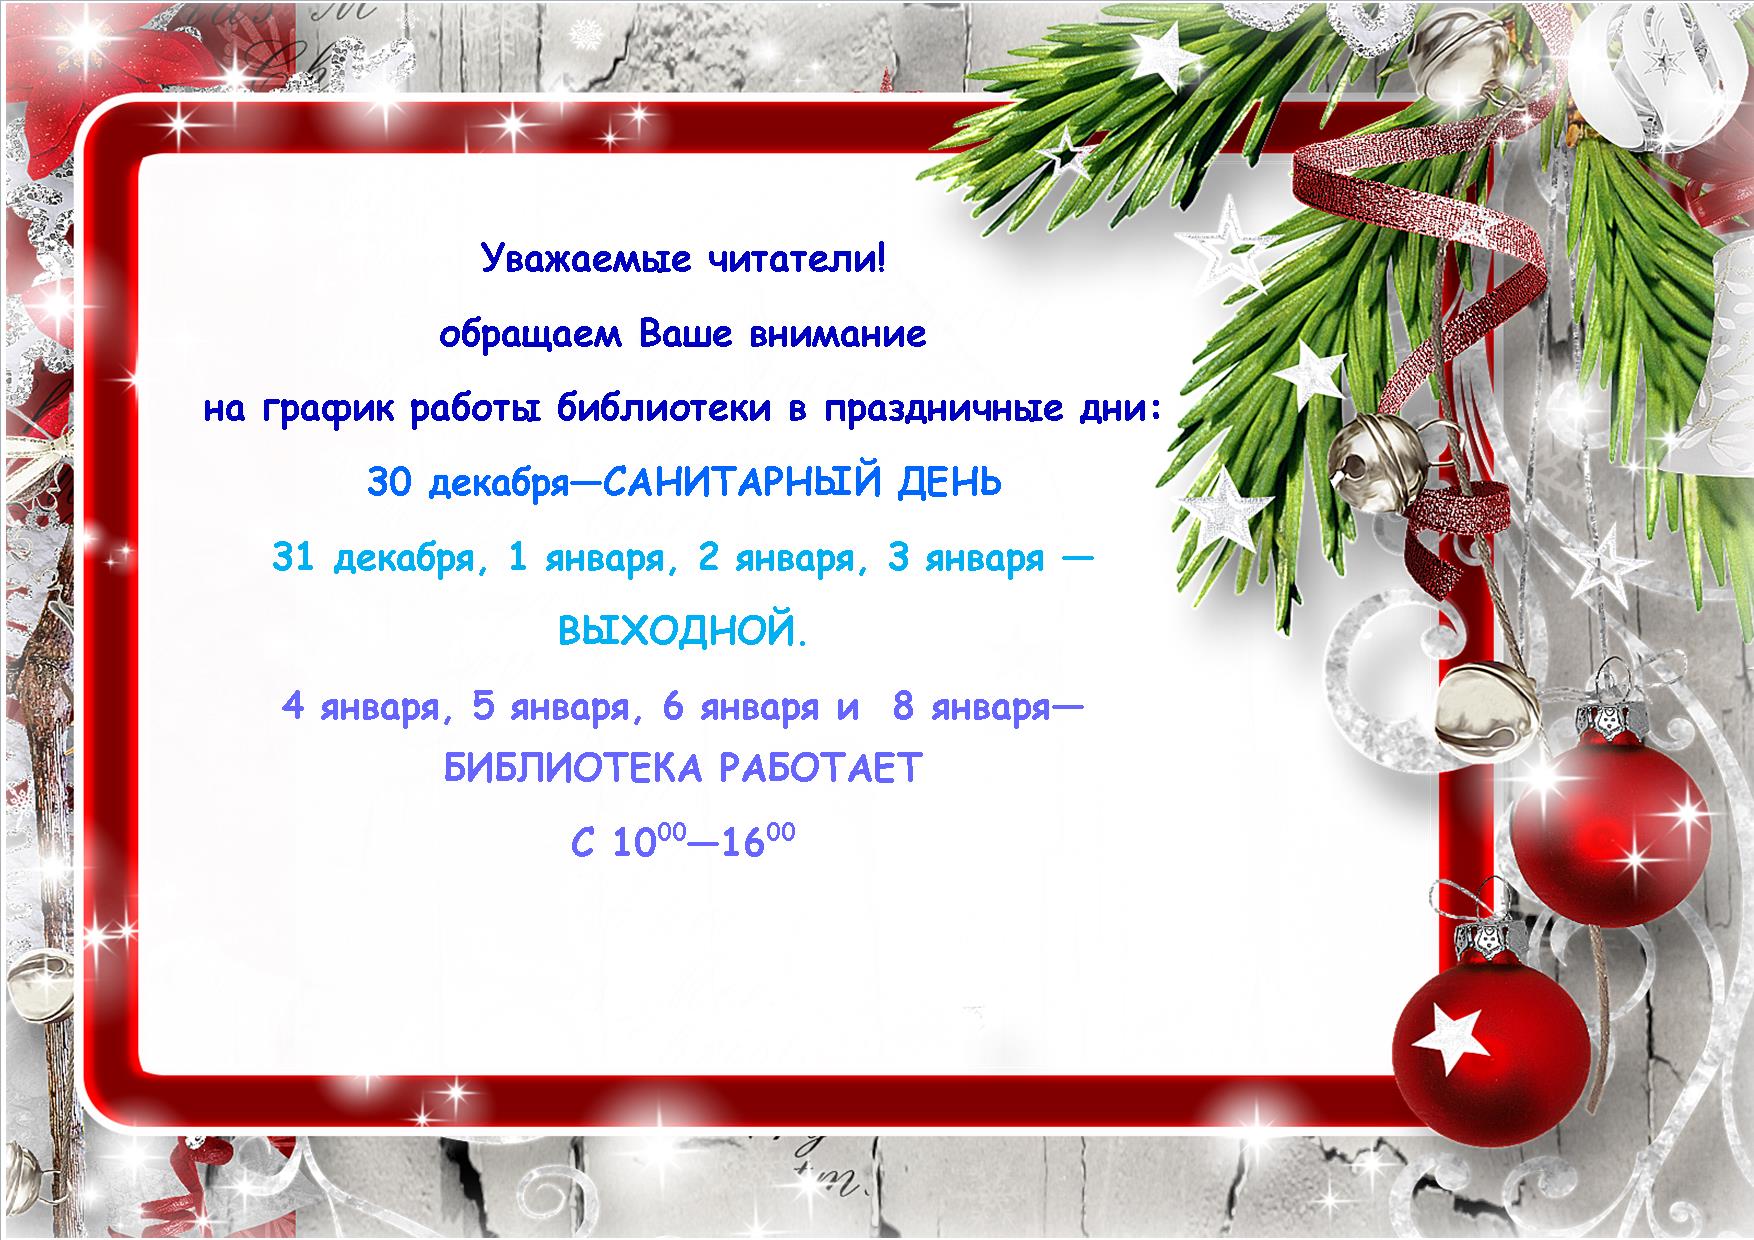 Уважаемые читатели!
обращаем Ваше внимание
на график работы библиотеки в праздничные дни:
30 декабря—САНИТАРНЫЙ ДЕНЬ
31 декабря, 1 января, 2 января, 3 января —
ВЫХОДНОЙ.
4 января, 5 января, 6 января и 8 января—
БИБЛИОТЕКА РАБОТАЕТ
С 10⁰⁰—16⁰⁰